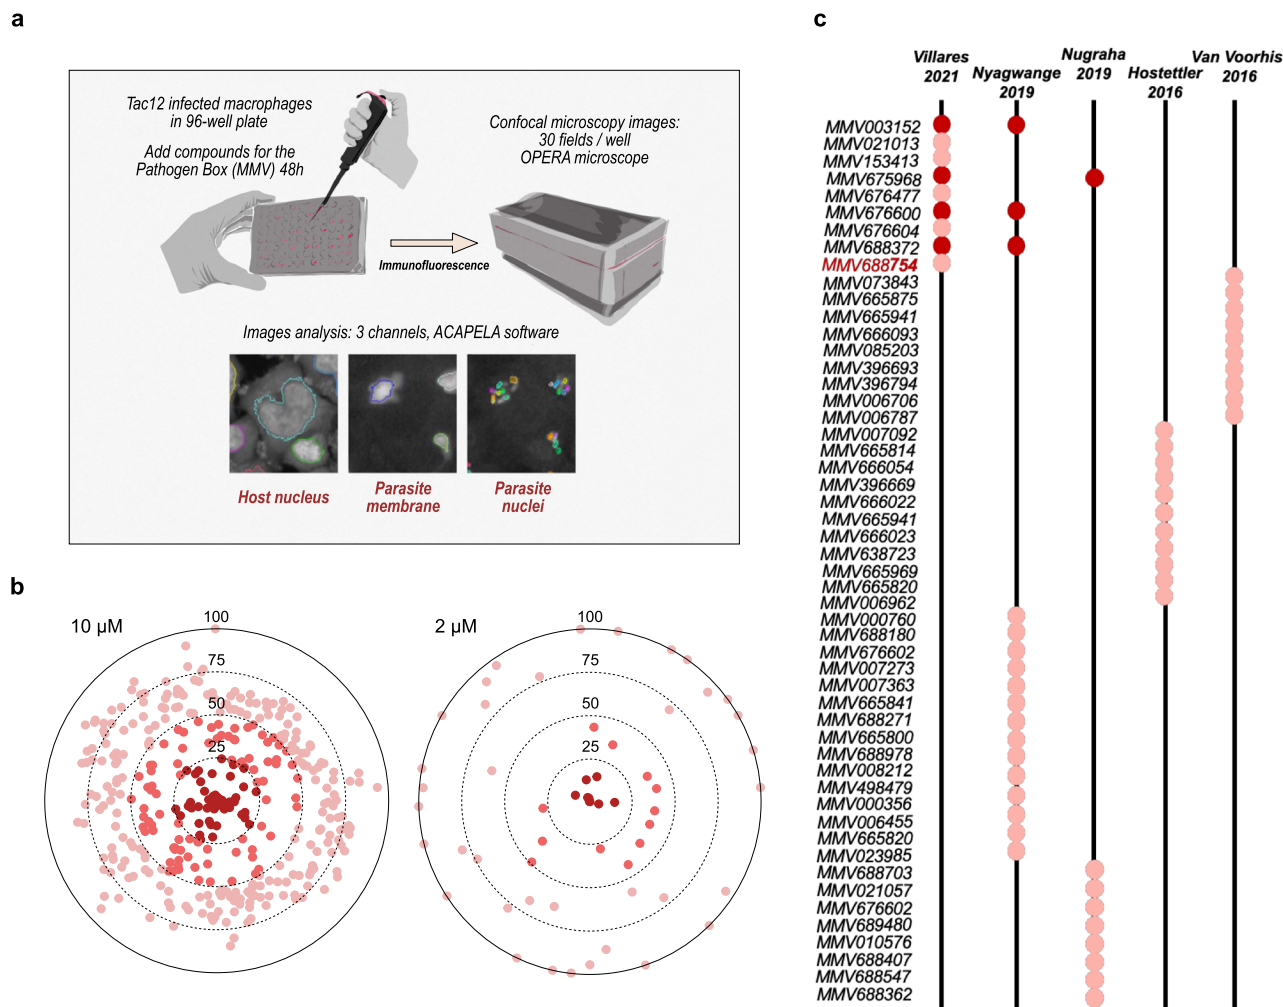 a
Tac12 infected macrophages
in 96-well plate
Add compounds for the
Pathogen Box (MMV) 48h
Confocal microscopy images:
30 fields / well
OPERA microscope
Immunofluorescence
Images analysis: 3 channels, ACAPELA software
Host nucleus
Parasite
membrane
Parasite
nuclei
b
10 µM
100
75
50
25
2 µM
100
75
50
25
c
Villares
2021
Nyagwange
2019
Nugraha
2019
Hostettler
2016
Van Voorhis
2016
MMV003152
MMV021013
MMV153413
MMV675968
MMV676477
MMV676600
MMV676604
MMV688372
MMV688754
MMV073843
MMV665875
MMV665941
MMV666093
MMV085203
MMV396693
MMV396794
MMV006706
MMV006787
MMV007092
MMV665814
MMV666054
MMV396669
MMV666022
MMV665941
MMV666023
MMV638723
MMV665969
MMV665820
MMV006962
MMV000760
MMV688180
MMV676602
MMV007273
MMV007363
MMV665841
MMV688271
MMV665800
MMV688978
MMV008212
MMV498479
MMV000356
MMV006455
MMV665820
MMV023985
MMV688703
MMV021057
MMV676602
MMV689480
MMV010576
MMV688407
MMV688547
MMV688362